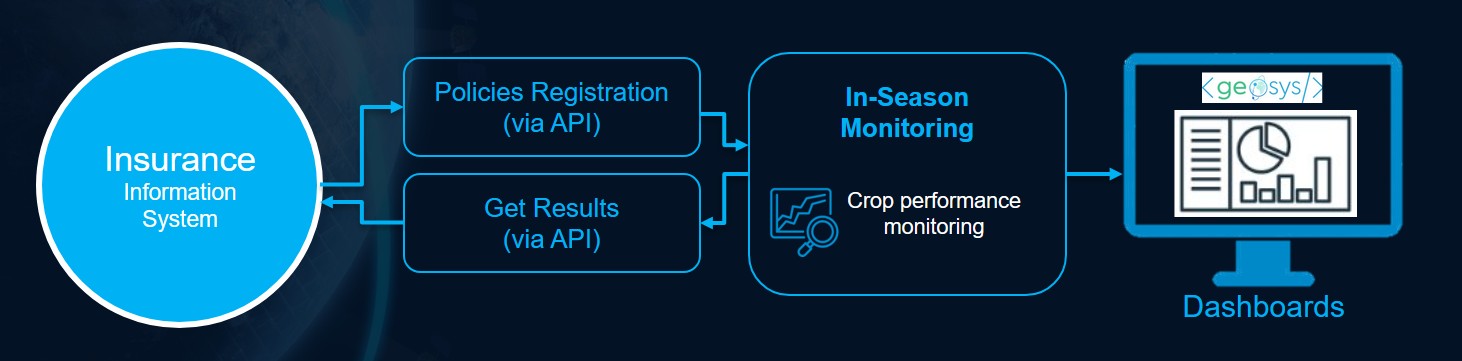 Insurance
Information
System
Policies Registration
(via API)
Get Results
(via API)
In-Season
Monitoring
Crop performance
monitoring
<geosys/>
Dashboards